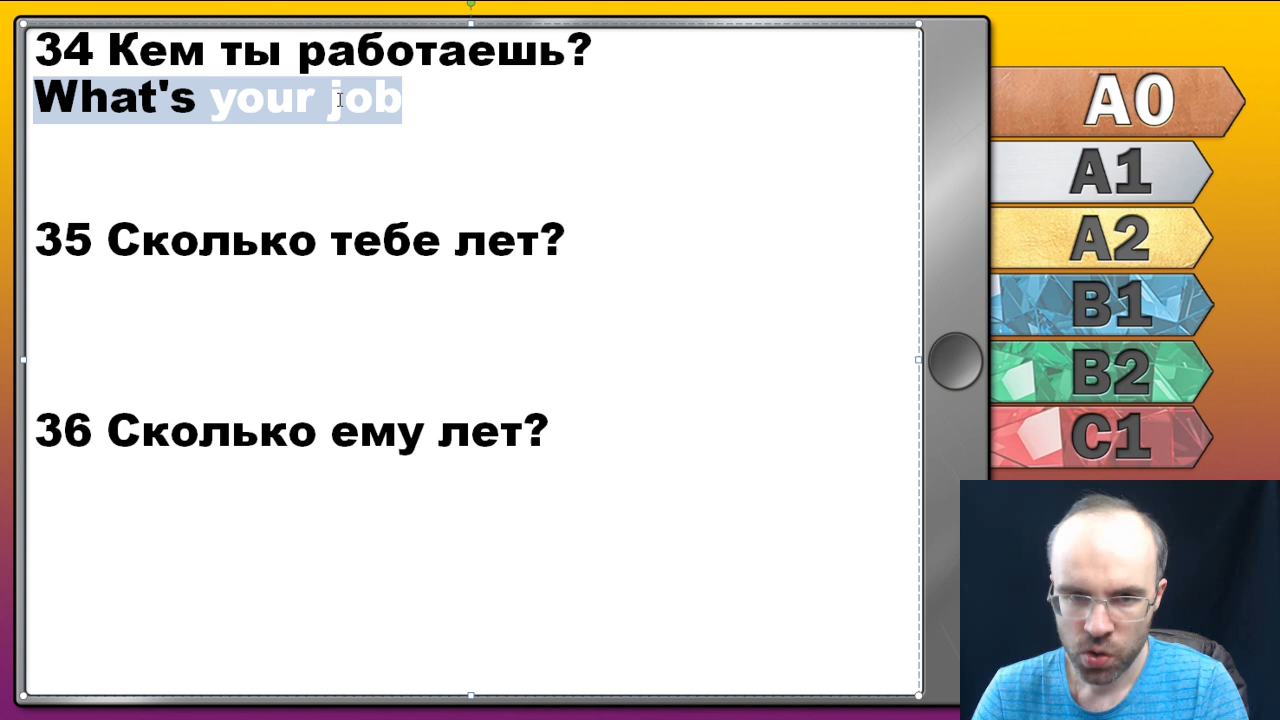 34 Кем ты работаешь?
What's your job
35 Сколько тебе лет?
36 Сколько ему лет?
A0
A1
A2
B1
B2
C1